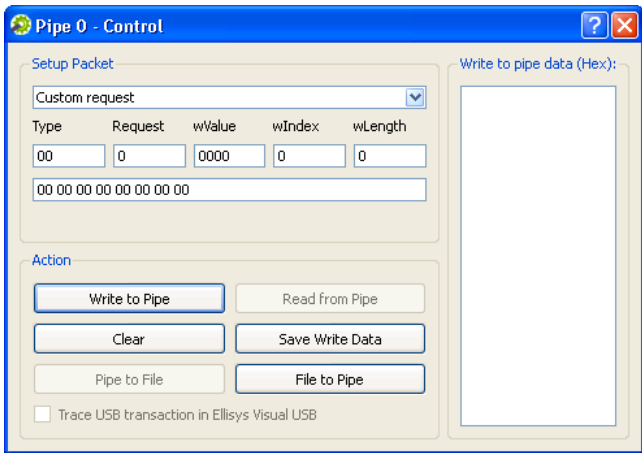 Pipe 0 - Control
Setup Packet
Write to pipe data (Hex):
Custom request
Type Request wValue wIndex wLength
00 0 0000 0 0
00 00 00 00 00 00 00 00
Action
Write to Pipe Read from Pipe
Clear Save Write Data
Pipe to File File to Pipe
Trace USB transaction in Ellisys Visual USB